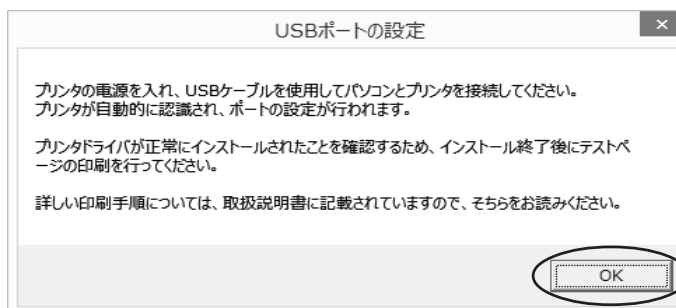 USBポートの設定
×
プリンタの電源を入れ、USBケーブルを使用してパソコンとプリンタを接続してください。
プリンタが自動的に認識され、ポートの設定が行われます。
プリンタドライバが正常にインストールされたことを確認するため、インストール終了後にテストペ
ージの印刷を行ってください。
詳しい印刷手順については、取扱説明書に記載されていますので、そちらをお読みください。
OK